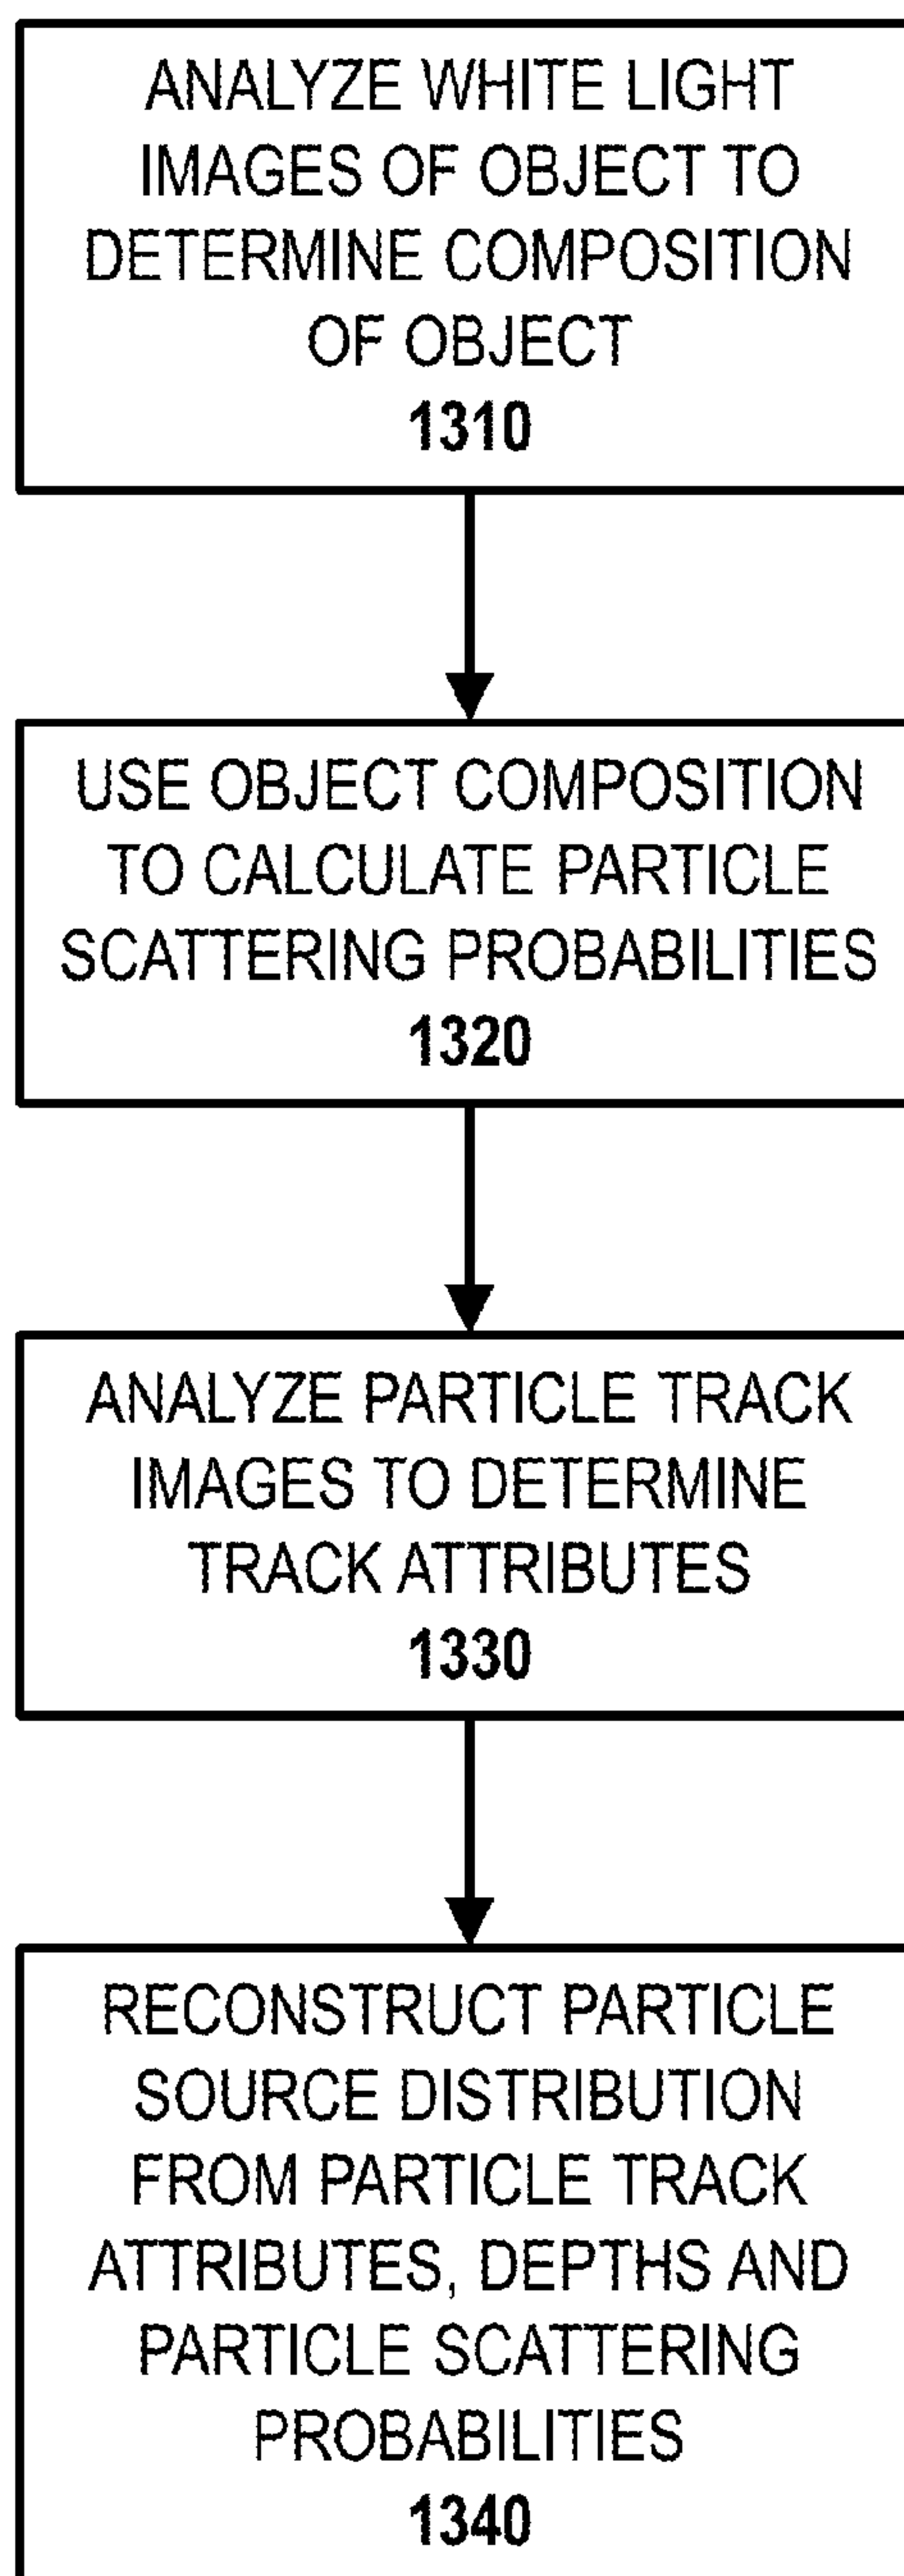 ANALYZE WHITE LIGHT
IMAGES OF OBJECT TO
DETERMINE COMPOSITION
OF OBJECT
1310
USE OBJECT COMPOSITION
TO CALCULATE PARTICLE
SCATTERING PROBABILITIES
1320
ANALYZE PARTICLE TRACK
IMAGES TO DETERMINE
TRACK ATTRIBUTES
1330
RECONSTRUCT PARTICLE
SOURCE DISTRIBUTION
FROM PARTICLE TRACK
ATTRIBUTES, DEPTHS AND
PARTICLE SCATTERING
PROBABILITIES
1340